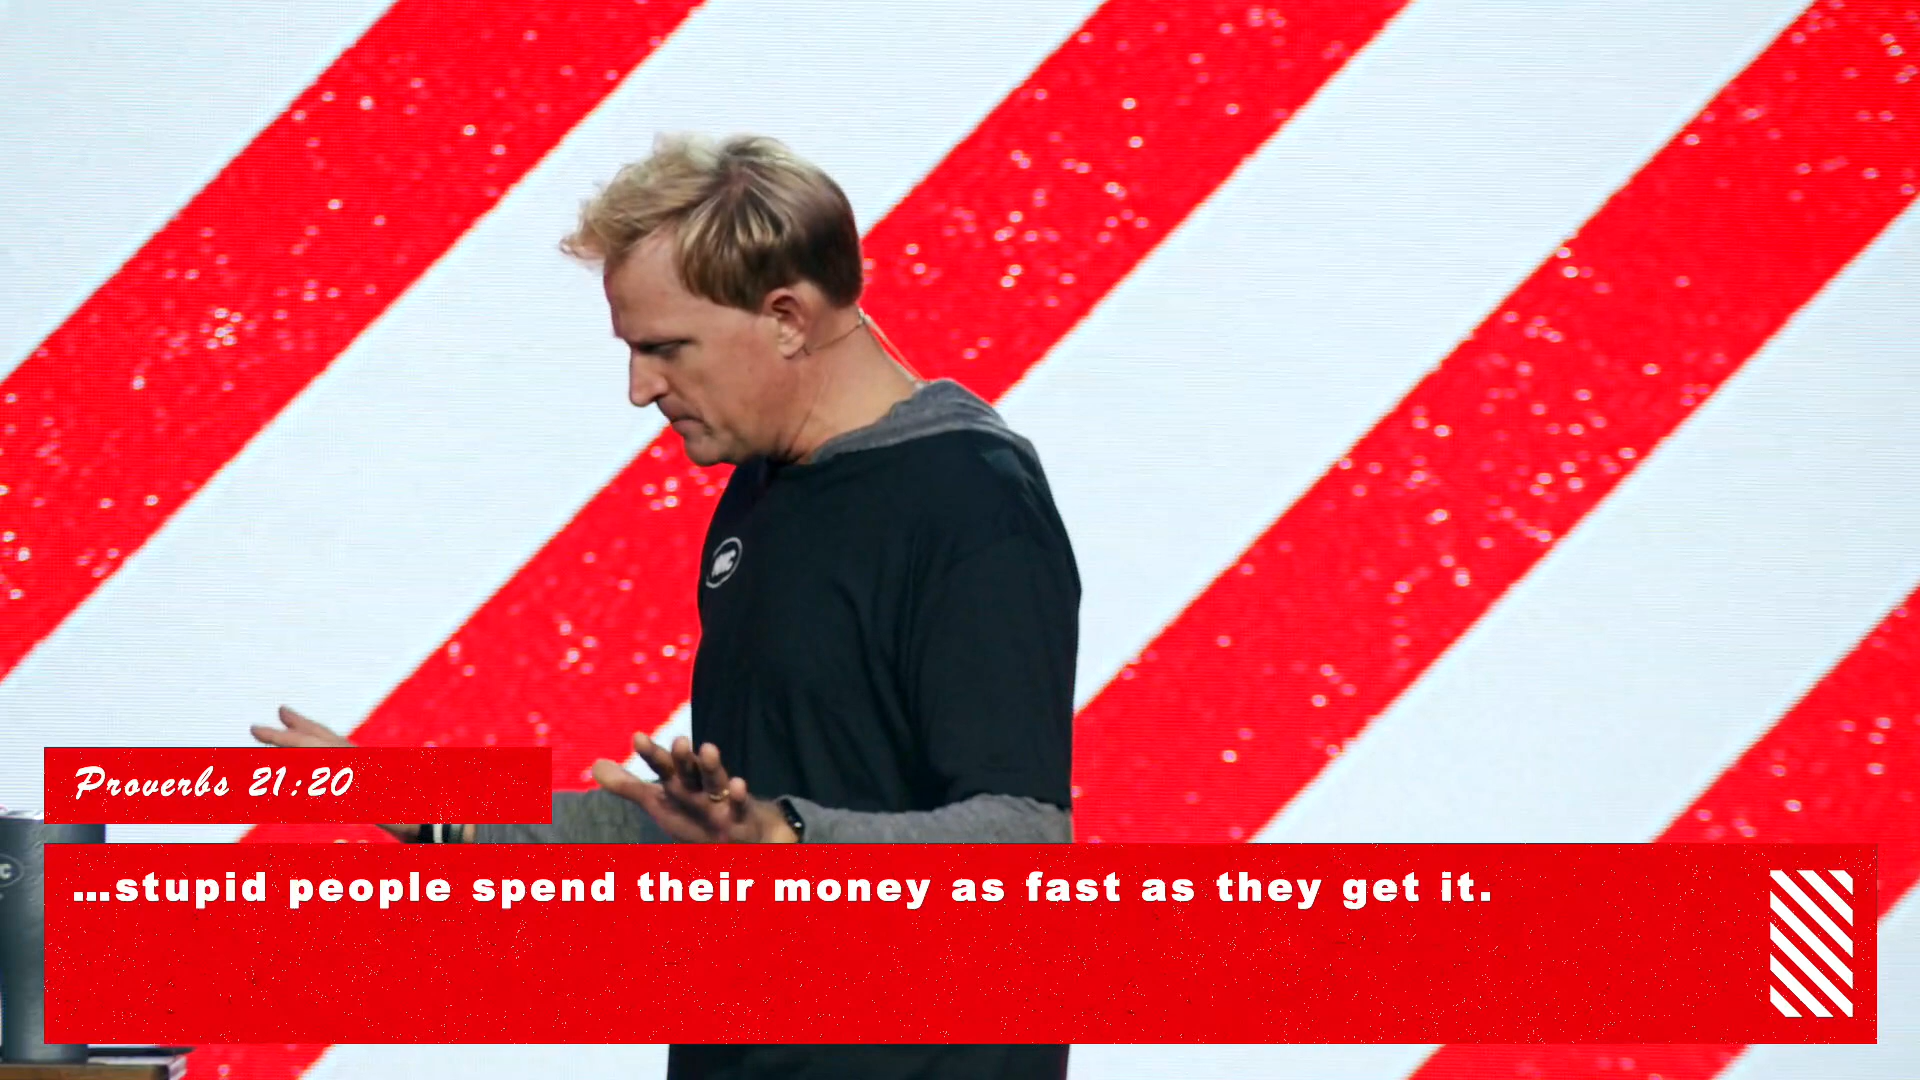 Proverbs 21:20
...stupid people spend their money as fast as they get it.